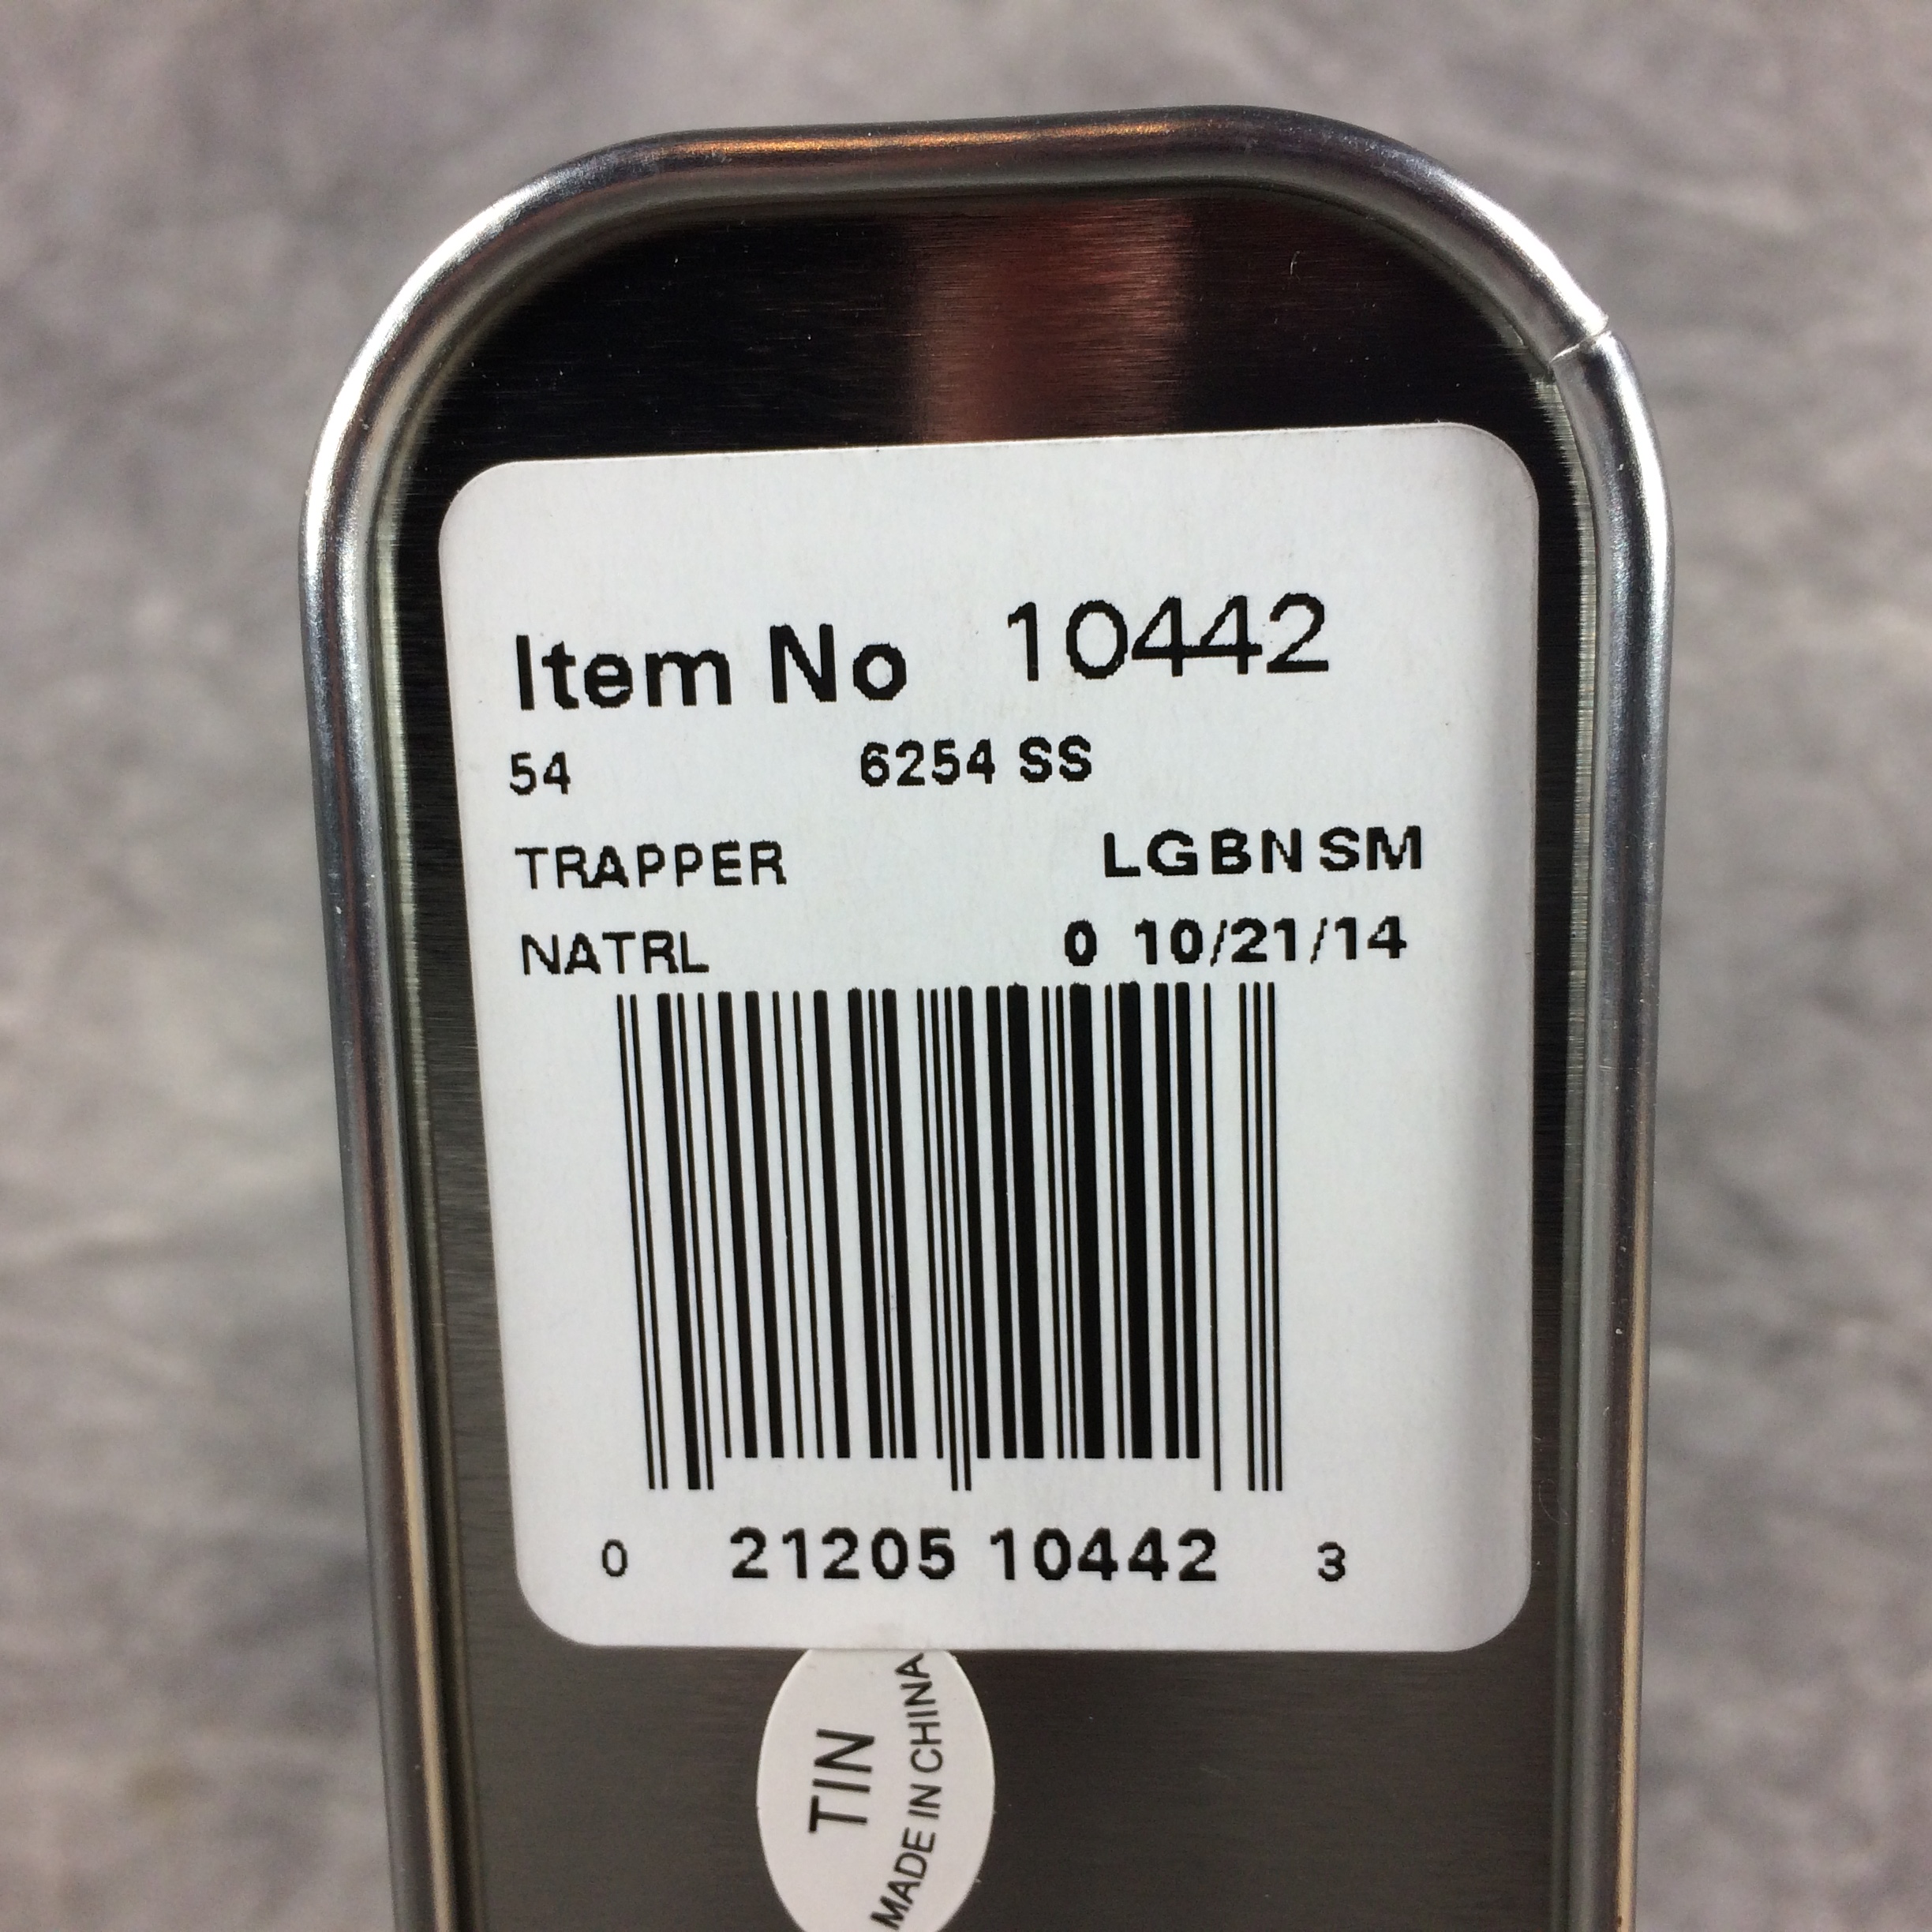 Item No 10442
54 6254 SS
TRAPPER LGBNSM
NATRL 0 10/21/14
0 21205 10442 3
TIN
MADE IN CHINA